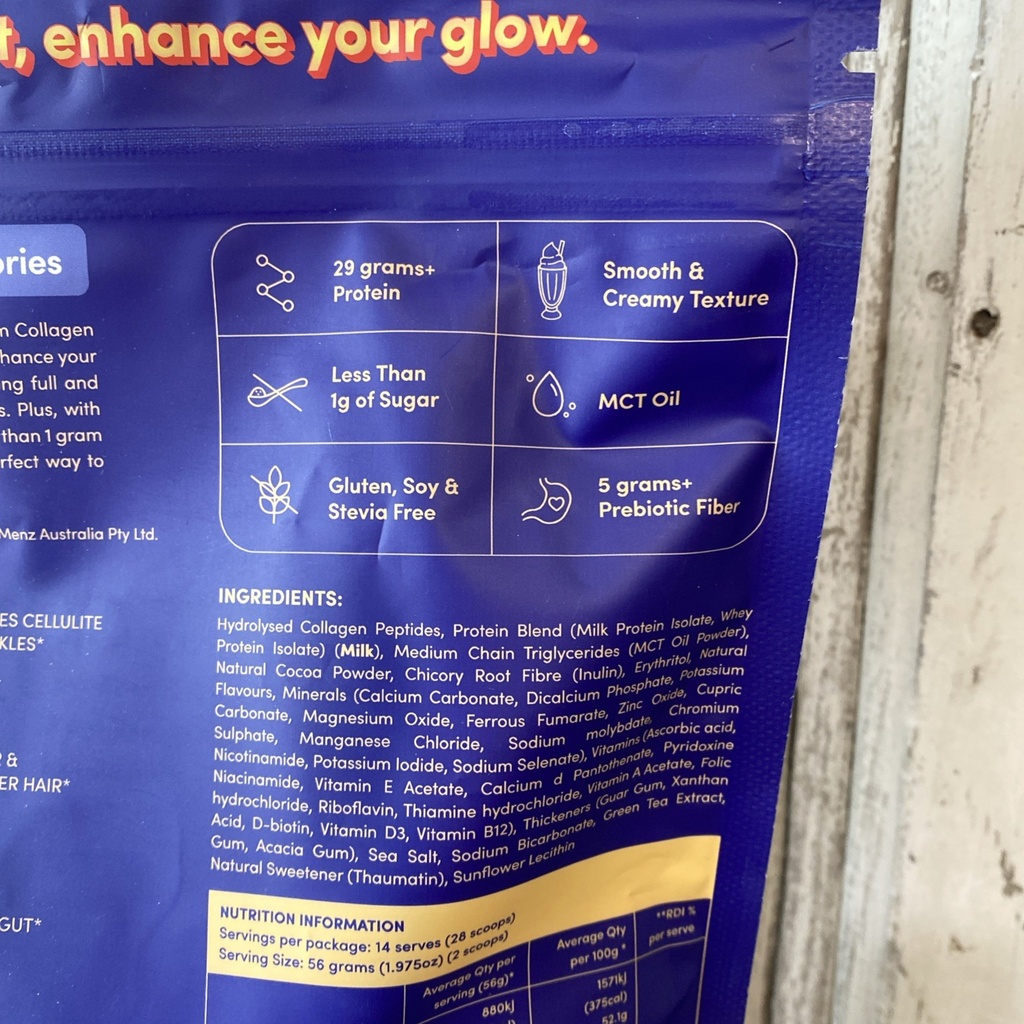 t, enhance your glow.
ories
n Collagen
hance your
ng full and
s. Plus, with
than 1 gram
rfect way to
Menz Australia Pty Ltd.
ES CELLULITE
KLES*
&
ER HAIR*
GUT*
29 grams+
Protein
Smooth &
Creamy Texture
Less Than
1g of Sugar
MCT Oil
Gluten, Soy &
Stevia Free
5 grams+
Prebiotic Fiber
INGREDIENTS:
Hydrolysed Collagen Peptides, Protein Blend (Milk Protein Isolate, Whey
Protein Isolate) (Milk), Medium Chain Triglycerides (MCT Oil Powder),
Natural Cocoa Powder, Chicory Root Fibre (Inulin), Erythritol, Natural
Flavours, Minerals (Calcium Carbonate, Dicalcium Phosphate, Potassium
Carbonate, Magnesium Oxide, Ferrous Fumarate, Zinc Oxide, Cupric
Sulphate, Manganese Chloride, Sodium molybdate, Chromium
Nicotinamide, Potassium Iodide, Sodium Selenate), Vitamins (Ascorbic acid,
Niacinamide, Vitamin E Acetate, Calcium d Pantothenate, Pyridoxine
hydrochloride, Riboflavin, Thiamine hydrochloride, Vitamin A Acetate, Folic
Acid, D-biotin, Vitamin D3, Vitamin B12), Thickeners (Guar Gum, Xanthan
Gum, Acacia Gum), Sea Salt, Sodium Bicarbonate, Green Tea Extract,
Natural Sweetener (Thaumatin), Sunflower Lecithin
NUTRITION INFORMATION
Servings per package: 14 serves (28 scoops)
Serving Size: 56 grams (1.975oz) (2 scoops)
Average Qty per
serving (56g)*
Average Qty
per 100g *
**RDI %
per serve
880kJ
1571kJ
(375cal)
52.1g